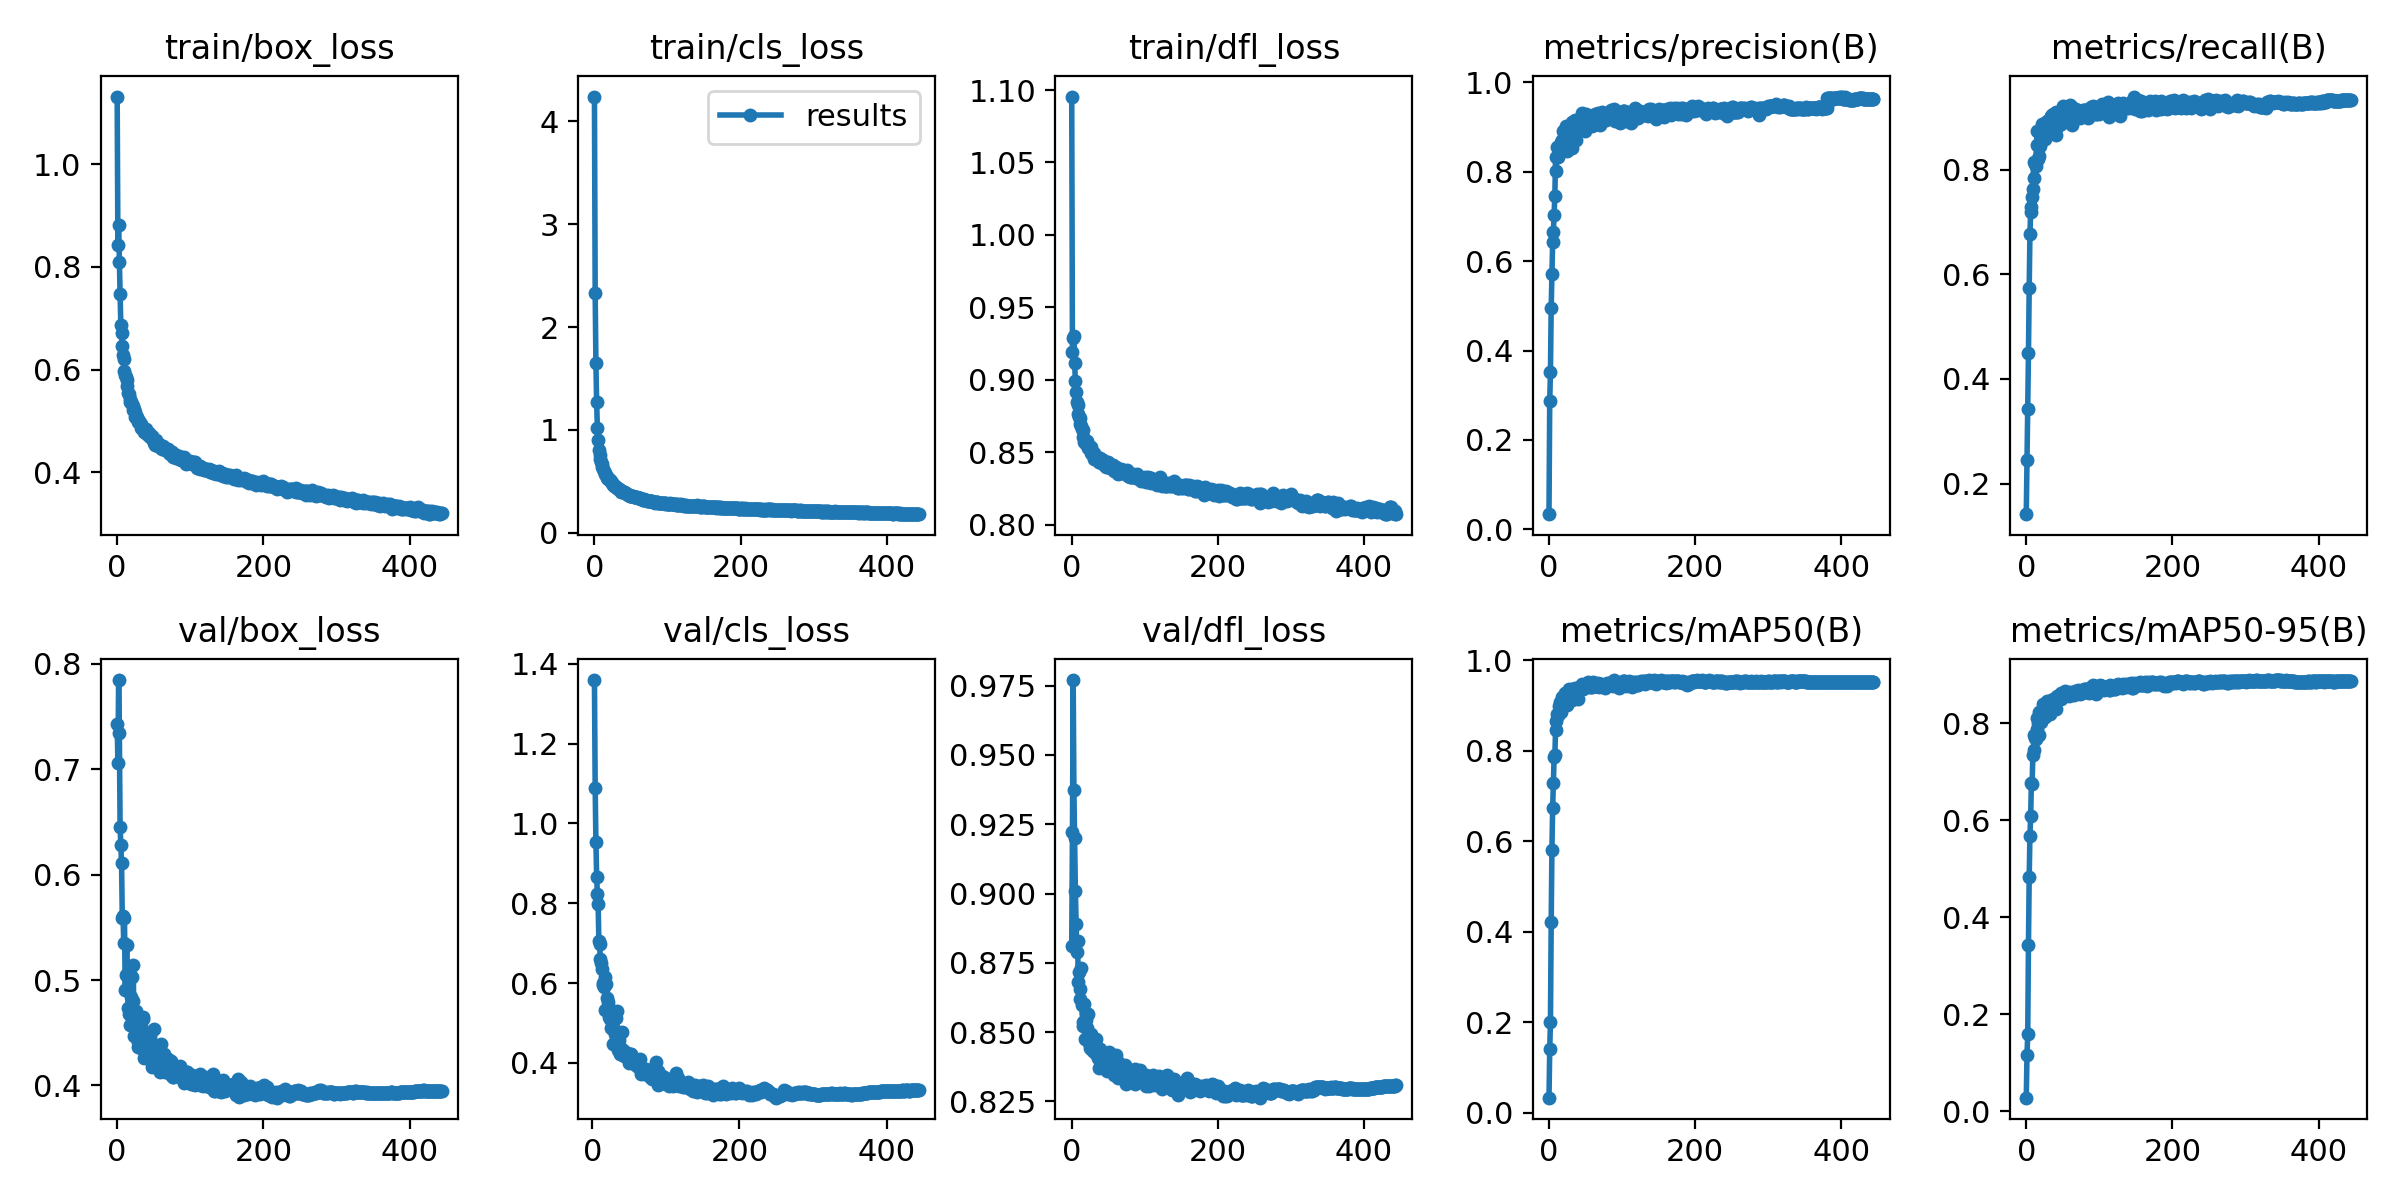 train/box_loss
train/cls_loss
train/dfl_loss
metrics/precision(B)
metrics/recall(B)
results
1.0
0.8
0.6
0.4
0 200 400
4
3
2
1
0
0 200 400
1.10
1.05
1.00
0.95
0.90
0.85
0.80
0 200 400
1.0
0.8
0.6
0.4
0.2
0.0
0 200 400
0.8
0.6
0.4
0.2
0 200 400
val/box_loss
val/cls_loss
val/dfl_loss
metrics/mAP50(B)
metrics/mAP50-95(B)
0.8
0.7
0.6
0.5
0.4
0 200 400
1.4
1.2
1.0
0.8
0.6
0.4
0 200 400
0.975
0.950
0.925
0.900
0.875
0.850
0.825
0 200 400
1.0
0.8
0.6
0.4
0.2
0.0
0 200 400
0.8
0.6
0.4
0.2
0.0
0 200 400